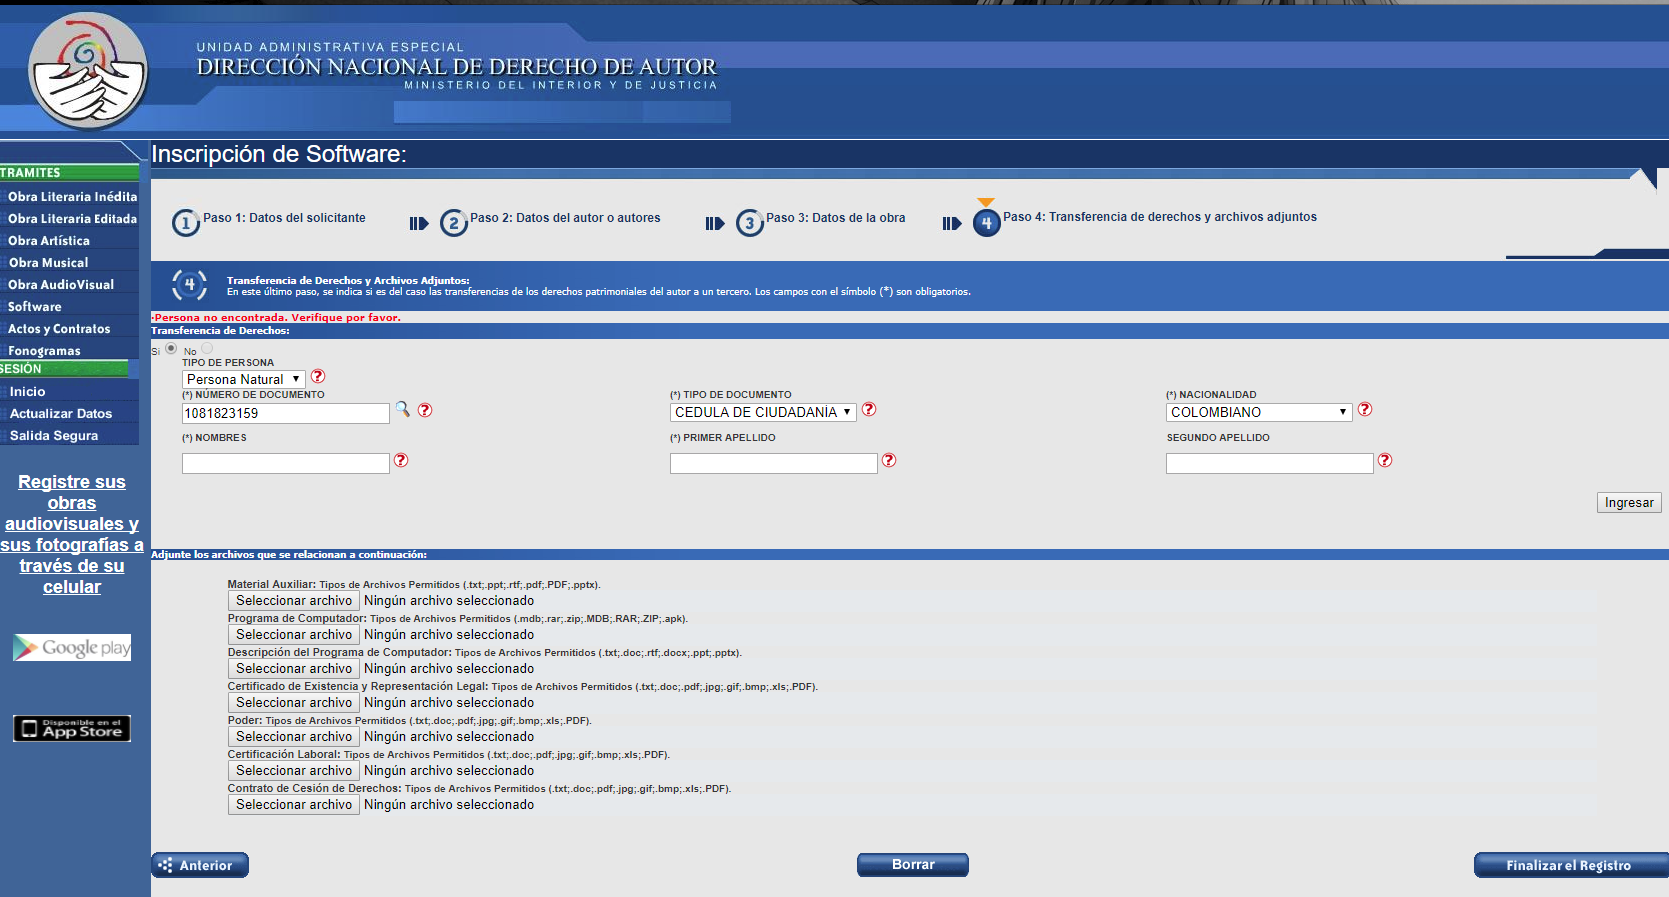 UNIDAD ADMINISTRATIVA ESPECIAL
DIRECCIÓN NACIONAL DE DERECHO DE AUTOR
MINISTERIO DEL INTERIOR Y DE JUSTICIA
Inscripción de Software:
TRAMITES
Obra Literaria Inédita
Obra Literaria Editada
Obra Artística
Obra Musical
Obra AudioVisual
Software
Actos y Contratos
Fonogramas
SESIÓN
Inicio
Actualizar Datos
Salida Segura
Registre sus
obras
audiovisuales y
sus fotografías a
través de su
celular
Google play
Disponible en el
App Store
1 Paso 1: Datos del solicitante
2 Paso 2: Datos del autor o autores
3 Paso 3: Datos de la obra
4 Paso 4: Transferencia de derechos y archivos adjuntos
4
Transferencia de Derechos y Archivos Adjuntos:
En este último paso, se indica si es del caso las transferencias de los derechos patrimoniales del autor a un tercero. Los campos con el símbolo (*) son obligatorios.
·Persona no encontrada. Verifique por favor.
Transferencia de Derechos:
Si No
TIPO DE PERSONA
Persona Natural ?
(*) NÚMERO DE DOCUMENTO (*) TIPO DE DOCUMENTO (*) NACIONALIDAD
1081823159 ? CEDULA DE CIUDADANÍA ? COLOMBIANO ?
(*) NOMBRES (*) PRIMER APELLIDO SEGUNDO APELLIDO
? ? ?
Ingresar
Adjunte los archivos que se relacionan a continuación:
Material Auxiliar: Tipos de Archivos Permitidos (.txt;.ppt;.rtf;.pdf;.PDF;.pptx).
Seleccionar archivo Ningún archivo seleccionado
Programa de Computador: Tipos de Archivos Permitidos (.mdb;.rar;.zip;.MDB;.RAR;.ZIP;.apk).
Seleccionar archivo Ningún archivo seleccionado
Descripción del Programa de Computador: Tipos de Archivos Permitidos (.txt;.doc;.rtf;.docx;.ppt;.pptx).
Seleccionar archivo Ningún archivo seleccionado
Certificado de Existencia y Representación Legal: Tipos de Archivos Permitidos (.txt;.doc;.pdf;.jpg;.gif;.bmp;.xls;.PDF).
Seleccionar archivo Ningún archivo seleccionado
Poder: Tipos de Archivos Permitidos (.txt;.doc;.pdf;.jpg;.gif;.bmp;.xls;.PDF).
Seleccionar archivo Ningún archivo seleccionado
Certificación Laboral: Tipos de Archivos Permitidos (.txt;.doc;.pdf;.jpg;.gif;.bmp;.xls;.PDF).
Seleccionar archivo Ningún archivo seleccionado
Contrato de Cesión de Derechos: Tipos de Archivos Permitidos (.txt;.doc;.pdf;.jpg;.gif;.bmp;.xls;.PDF).
Seleccionar archivo Ningún archivo seleccionado
Anterior Borrar Finalizar el Registro